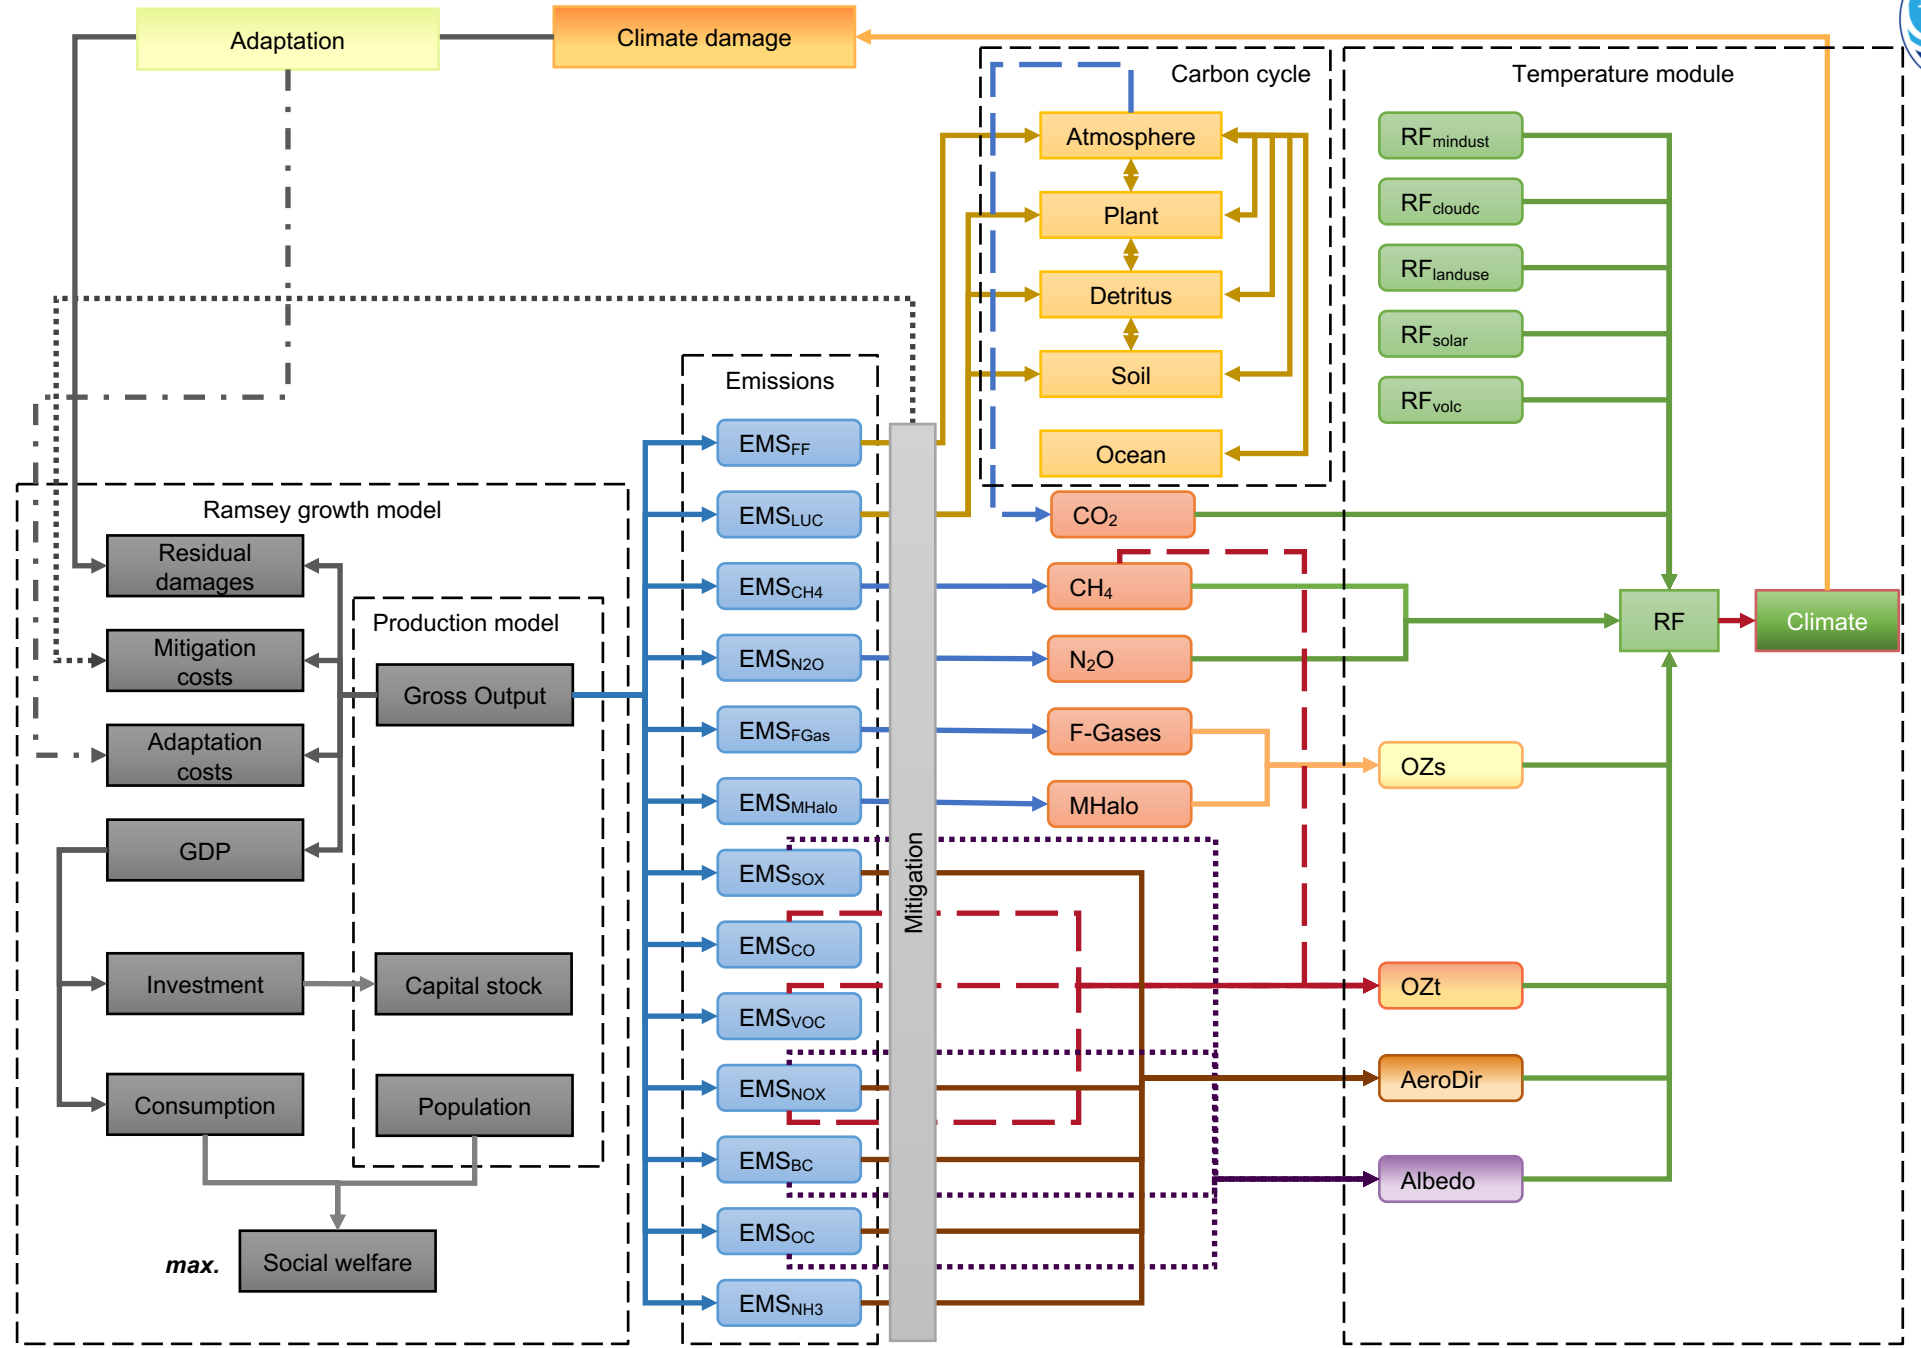 Adaptation
Climate damage
Carbon cycle
Temperature module
Atmosphere
Plant
Detritus
Soil
Ocean
RFmindust
RFcloudc
RFlanduse
RFsolar
RFvolc
Emissions
EMSFF
EMSLUC
EMSCH4
EMSN2O
EMSFGas
EMSMHalo
EMSSOX
EMSCO
EMSVOC
EMSNOX
EMSBC
EMSOC
EMSNH3
Mitigation
CO2
CH4
N2O
F-Gases
MHalo
RF
Climate
OZs
OZt
AeroDir
Albedo
Ramsey growth model
Residual
damages
Mitigation
costs
Adaptation
costs
GDP
Investment
Consumption
Production model
Gross Output
Capital stock
Population
max.
Social welfare